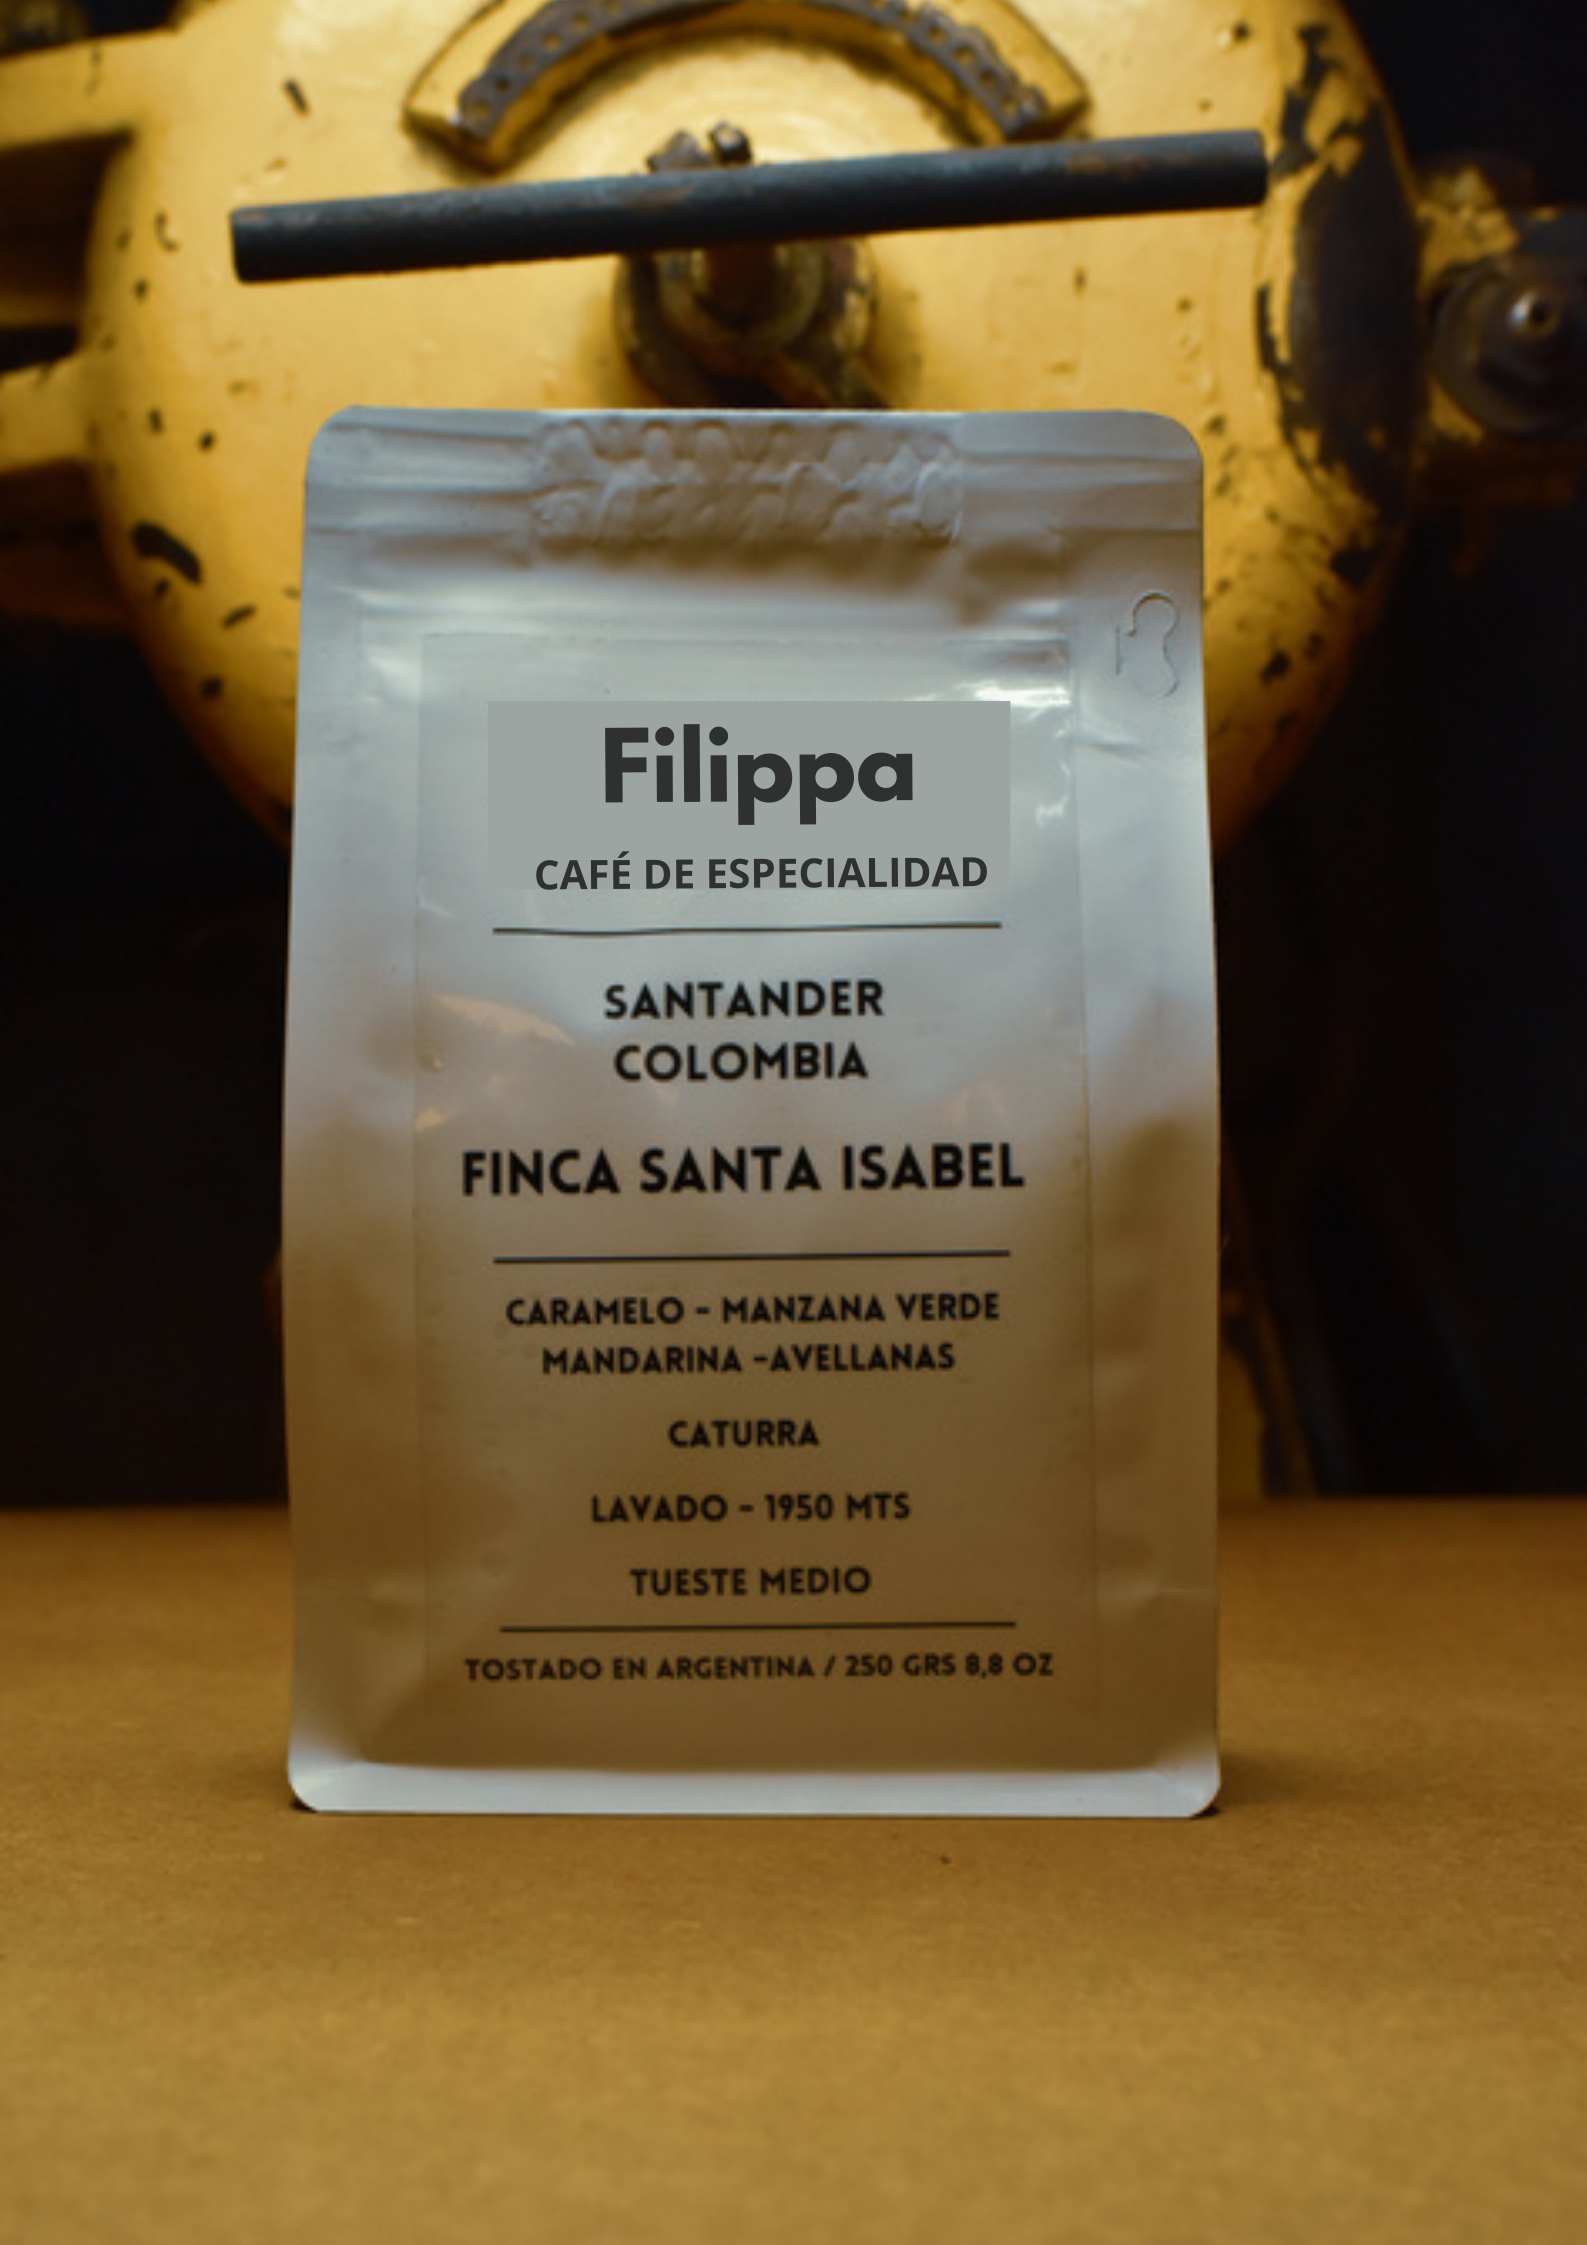 Filippa
CAFÉ DE ESPECIALIDAD
SANTANDER
COLOMBIA
FINCA SANTA ISABEL
CARAMELO - MANZANA VERDE
MANDARINA -AVELLANAS
CATURRA
LAVADO - 1950 MTS
TUESTE MEDIO
TOSTADO EN ARGENTINA / 250 GRS 8,8 OZ